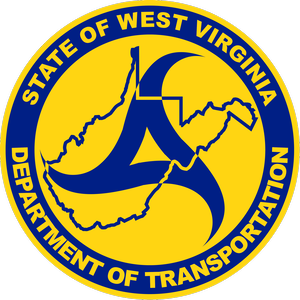 STATE OF WEST VIRGINIA
DEPARTMENT OF TRANSPORTATION